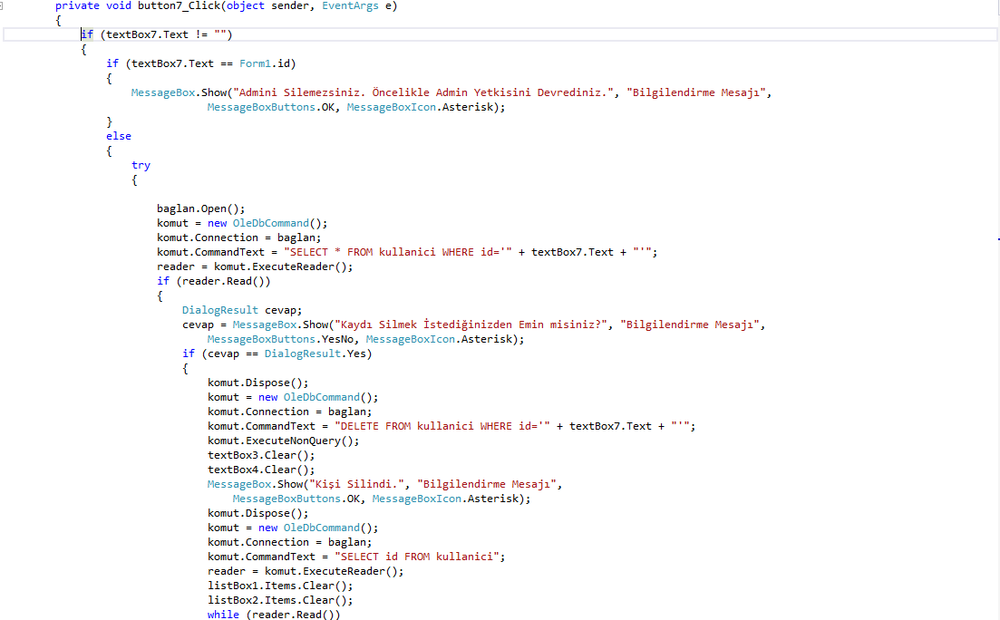 private void button7_Click(object sender, EventArgs e)
{
if (textBox7.Text != "")
{
if (textBox7.Text == Form1.id)
{
MessageBox.Show("Admini Silemezsiniz. Öncelikle Admin Yetkisini Devrediniz.", "Bilgilendirme Mesajı",
MessageBoxButtons.OK, MessageBoxIcon.Asterisk);
}
else
{
try
{
baglan.Open();
komut = new OleDbCommand();
komut.Connection = baglan;
komut.CommandText = "SELECT * FROM kullanici WHERE id='" + textBox7.Text + "'";
reader = komut.ExecuteReader();
if (reader.Read())
{
DialogResult cevap;
cevap = MessageBox.Show("Kaydı Silmek İstediğinizden Emin misiniz?", "Bilgilendirme Mesajı",
MessageBoxButtons.YesNo, MessageBoxIcon.Asterisk);
if (cevap == DialogResult.Yes)
{
komut.Dispose();
komut = new OleDbCommand();
komut.Connection = baglan;
komut.CommandText = "DELETE FROM kullanici WHERE id='" + textBox7.Text + "'";
komut.ExecuteNonQuery();
textBox3.Clear();
textBox4.Clear();
MessageBox.Show("Kişi Silindi.", "Bilgilendirme Mesajı",
MessageBoxButtons.OK, MessageBoxIcon.Asterisk);
komut.Dispose();
komut = new OleDbCommand();
komut.Connection = baglan;
komut.CommandText = "SELECT id FROM kullanici";
reader = komut.ExecuteReader();
listBox1.Items.Clear();
listBox2.Items.Clear();
while (reader.Read())